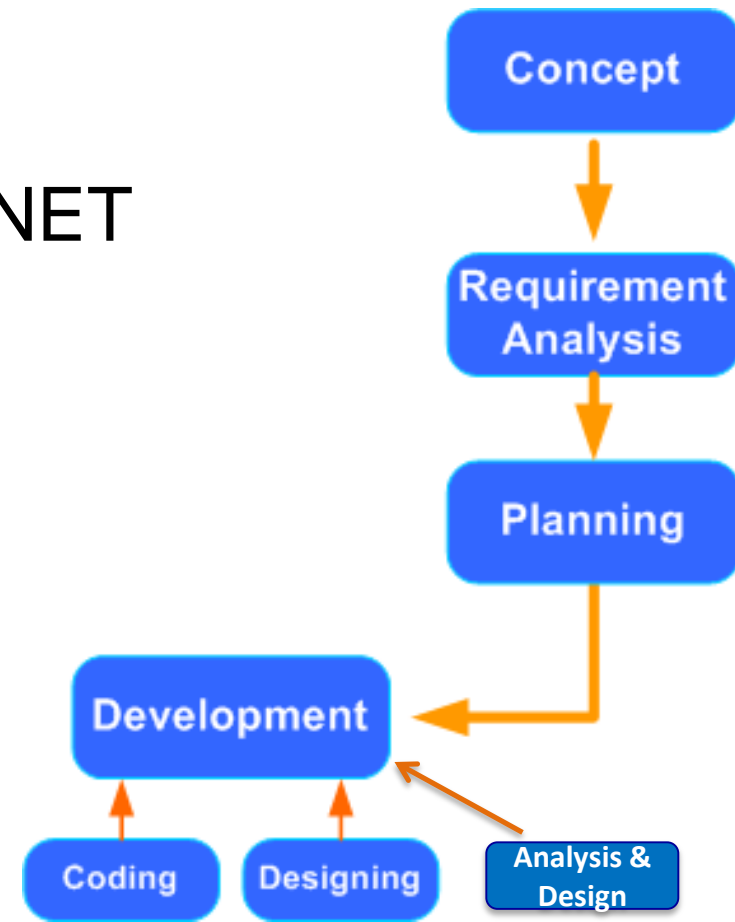 Concept
NET
Requirement
Analysis
Planning
Development
Coding
Designing
Analysis &
Design